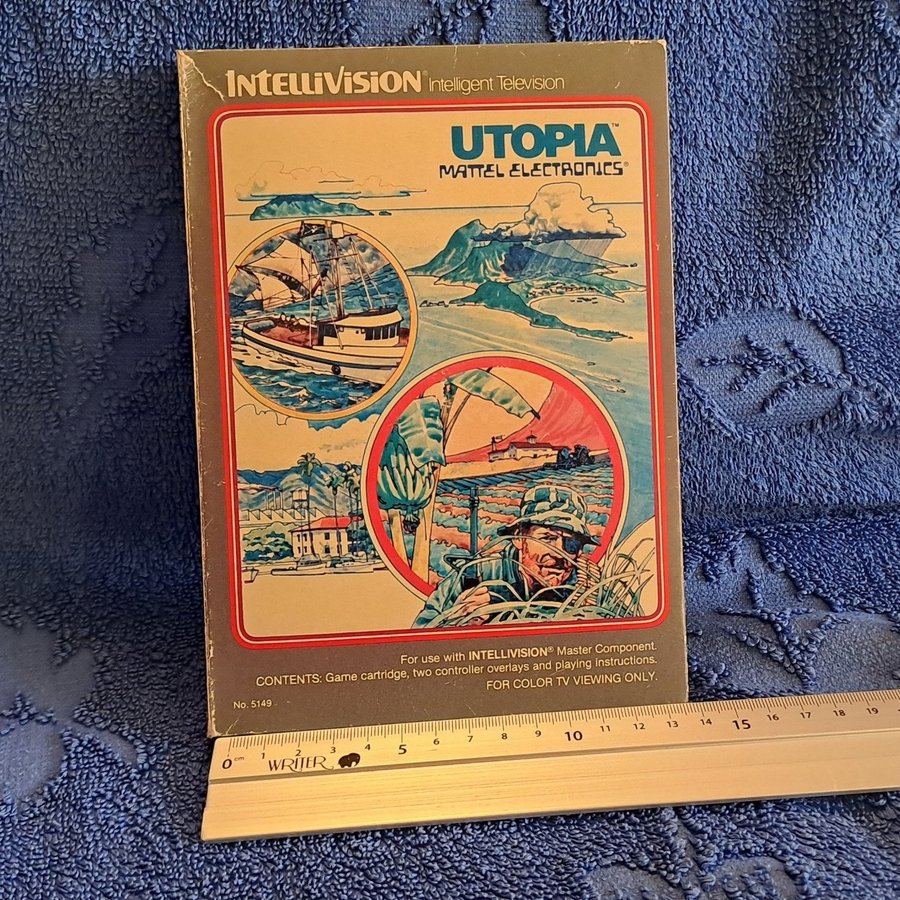 INTELLIVISION® Intelligent Television
UTOPIA™
MATTEL ELECTRONICS®
For use with INTELLIVISION® Master Component.
CONTENTS: Game cartridge, two controller overlays and playing instructions.
FOR COLOR TV VIEWING ONLY.
No. 5149
0 cm 1 2 3 4 5 6 7 8 9 10 11 12 13 14 15 16 17 18 19
WRITER